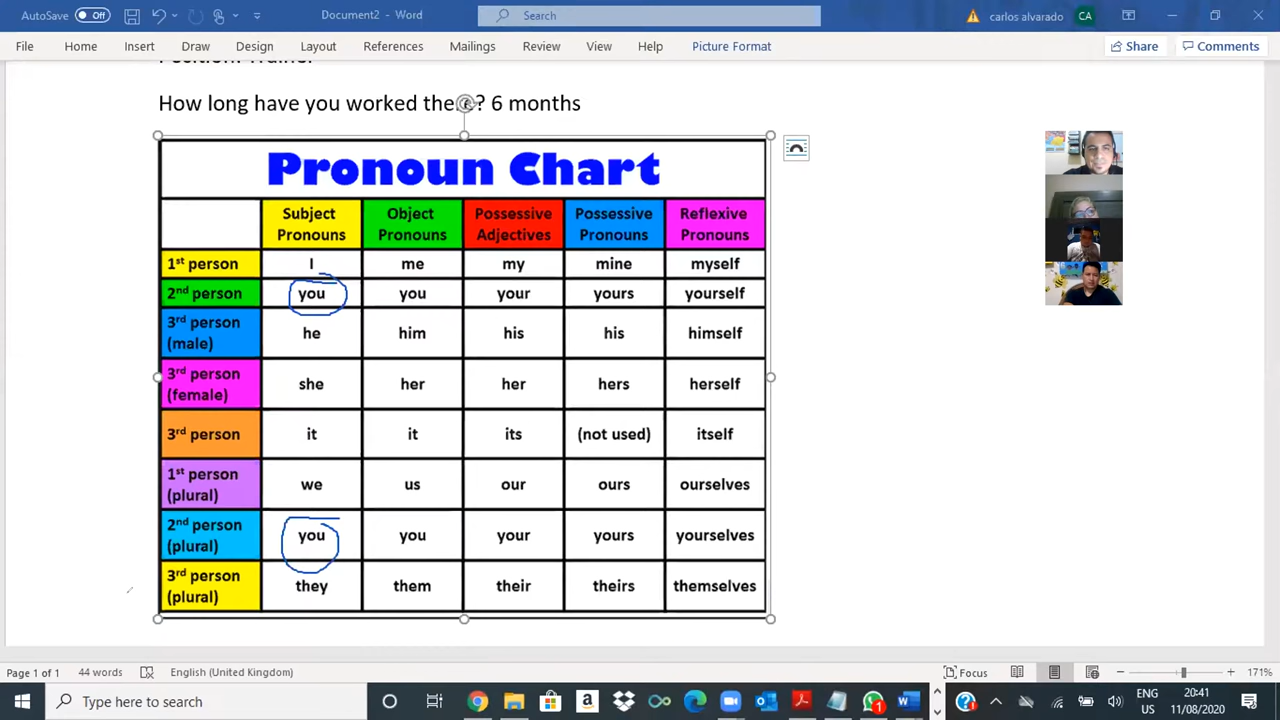 AutoSave Off Document2 - Word Search carlos alvarado CA
File Home Insert Draw Design Layout References Mailings Review View Help Picture Format Share Comments
How long have you worked there? 6 months
Pronoun Chart
Subject Pronouns Object Pronouns Possessive Adjectives Possessive Pronouns Reflexive Pronouns
1st person I me my mine myself
2nd person you you your yours yourself
3rd person (male) he him his his himself
3rd person (female) she her her hers herself
3rd person it it its (not used) itself
1st person (plural) we us our ours ourselves
2nd person (plural) you you your yours yourselves
3rd person (plural) they them their theirs themselves
Page 1 of 1 44 words English (United Kingdom) Focus 171%
Type here to search ENG 20:41
UK 11/08/2020